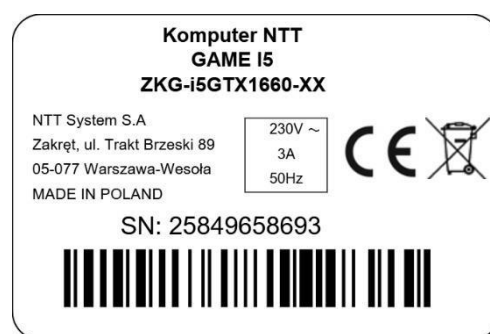 Komputer NTT
GAME I5
ZKG-i5GTX1660-XX
NTT System S.A
Zakręt, ul. Trakt Brzeski 89
05-077 Warszawa-Wesoła
MADE IN POLAND
230V ~
3A
50Hz
CE
SN: 25849658693